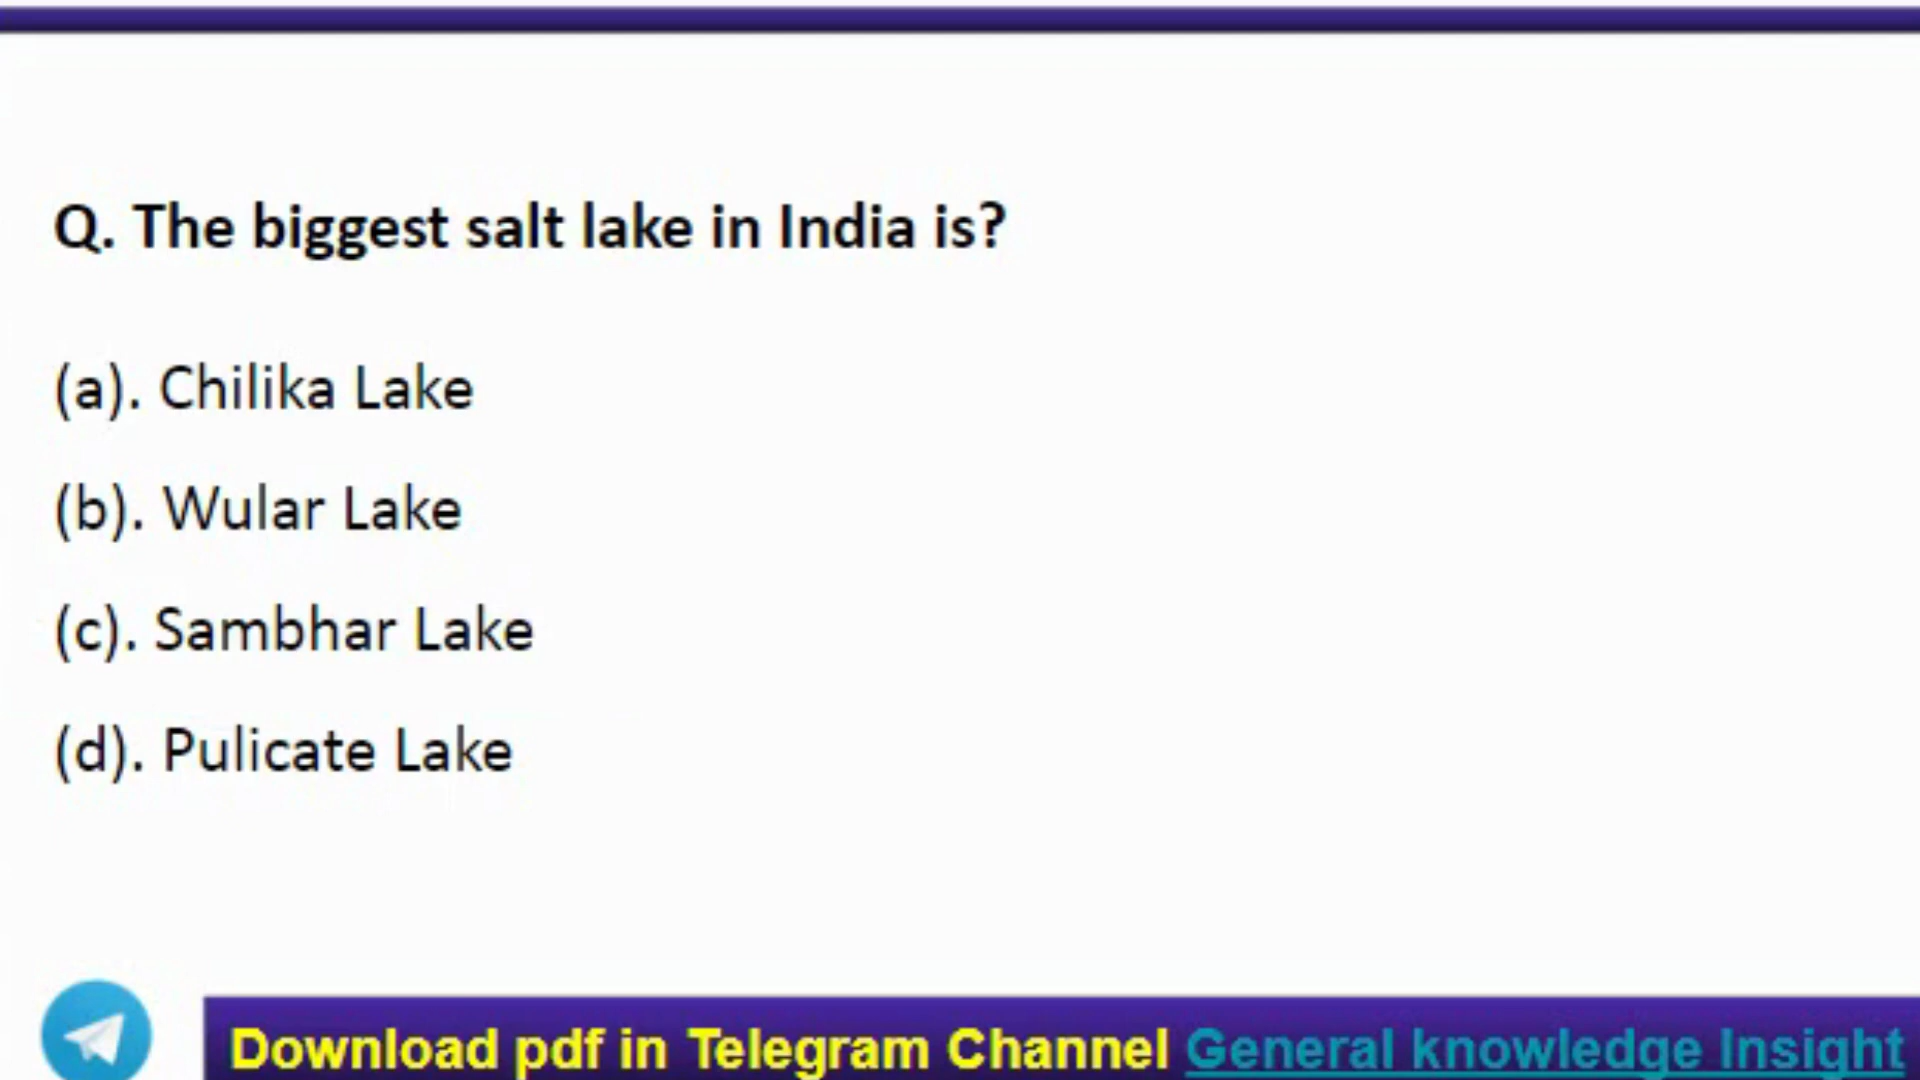 Q. The biggest salt lake in India is?
(a). Chilika Lake
(b). Wular Lake
(c). Sambhar Lake
(d). Pulicate Lake
Download pdf in Telegram Channel General knowledge Insight